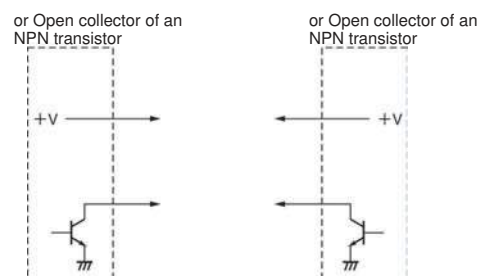 or Open collector of an
NPN transistor
or Open collector of an
NPN transistor
+V
+V